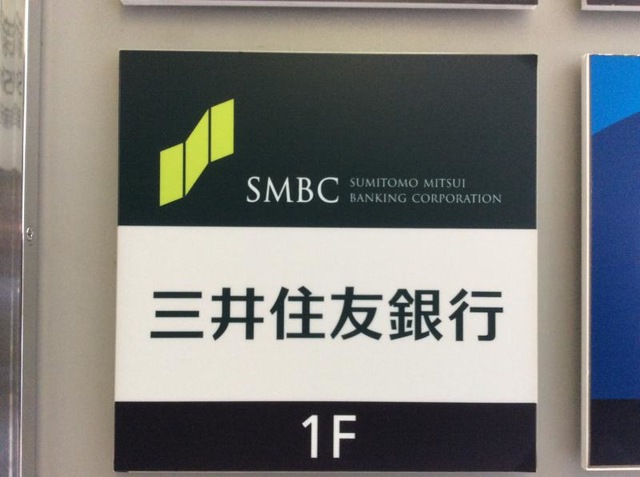 SMBC SUMITOMO MITSUI
BANKING CORPORATION
三井住友銀行
1F